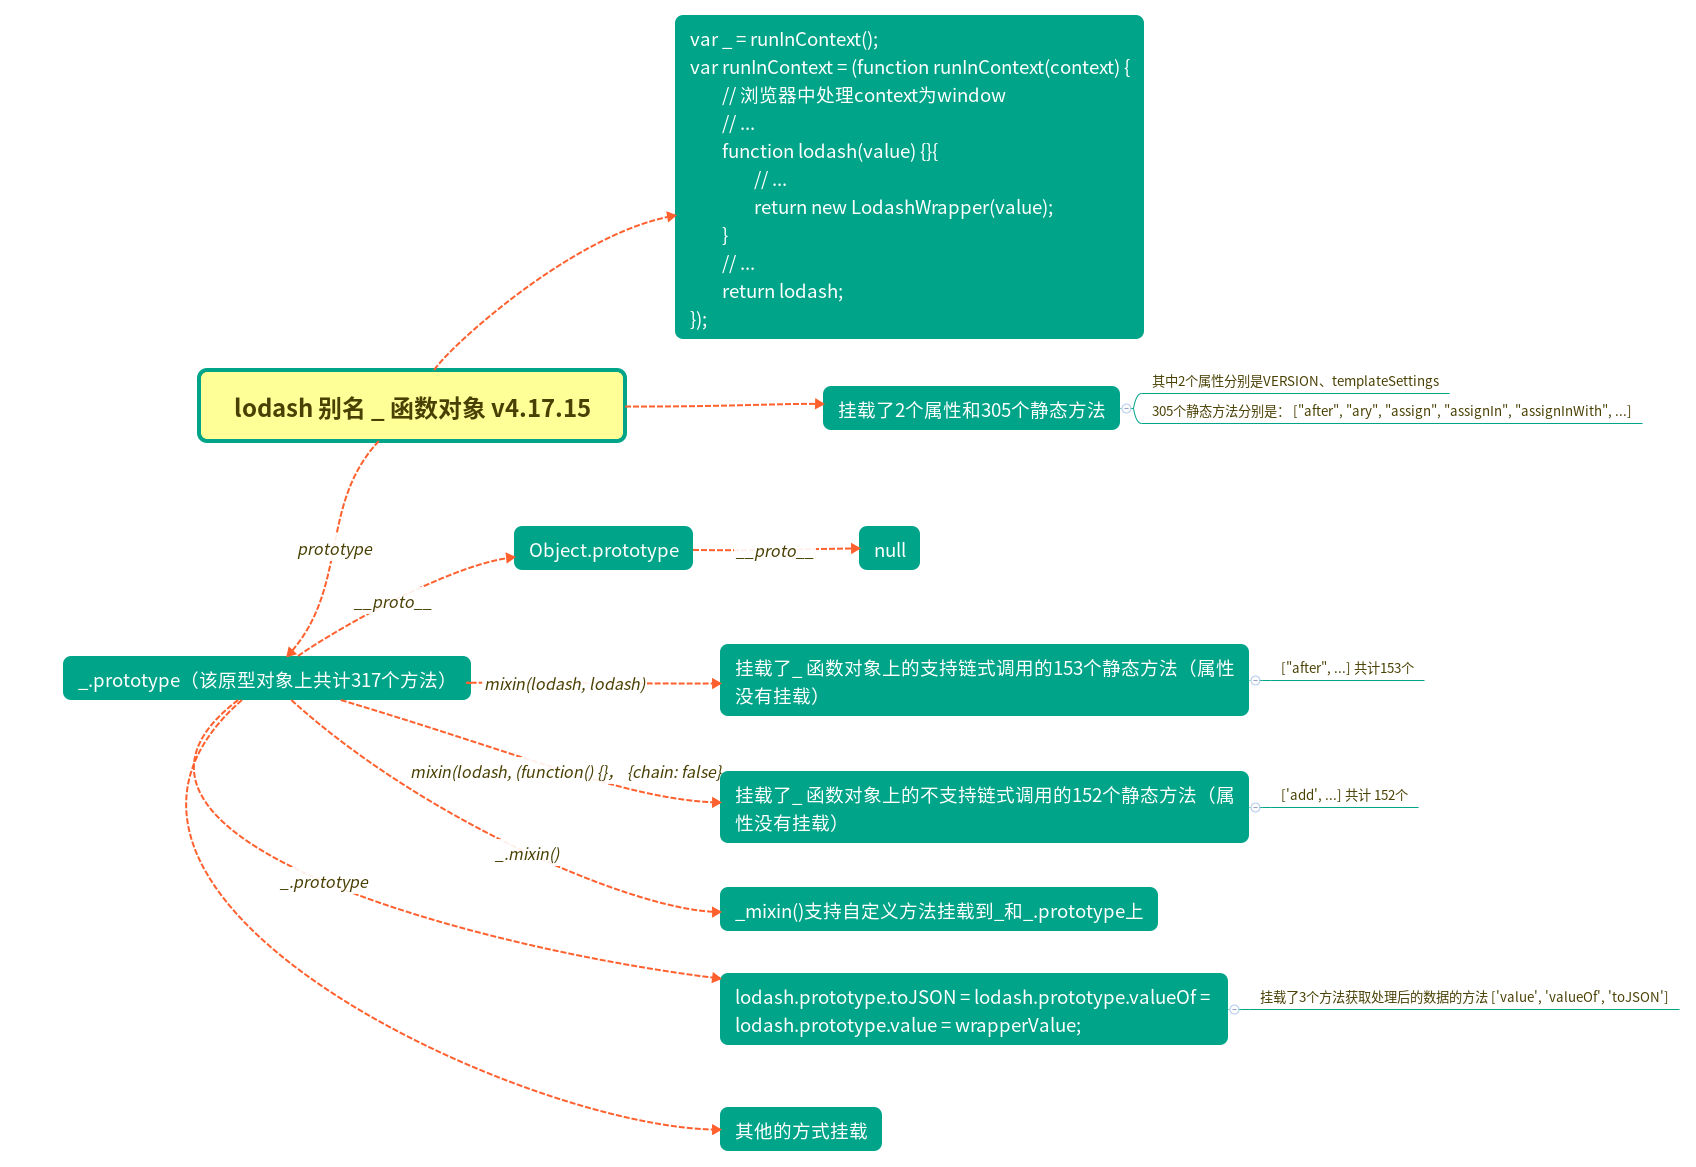 var _ = runInContext();
var runInContext = (function runInContext(context) {
// 浏览器中处理context为window
// ...
function lodash(value) {}{
// ...
return new LodashWrapper(value);
}
// ...
return lodash;
});
lodash 别名 _ 函数对象 v4.17.15
挂载了2个属性和305个静态方法
其中2个属性分别是VERSION、templateSettings
305个静态方法分别是： ["after", "ary", "assign", "assignIn", "assignInWith", ...]
prototype
__proto__
Object.prototype
__proto__
null
_.prototype（该原型对象上共计317个方法）
mixin(lodash, lodash)
挂载了_ 函数对象上的支持链式调用的153个静态方法（属性
没有挂载）
["after", ...] 共计153个
mixin(lodash, (function() {}， {chain: false}
挂载了_ 函数对象上的不支持链式调用的152个静态方法（属
性没有挂载）
['add', ...] 共计 152个
_.mixin()
_mixin()支持自定义方法挂载到_和_.prototype上
_.prototype
lodash.prototype.toJSON = lodash.prototype.valueOf =
lodash.prototype.value = wrapperValue;
挂载了3个方法获取处理后的数据的方法 ['value', 'valueOf', 'toJSON']
其他的方式挂载